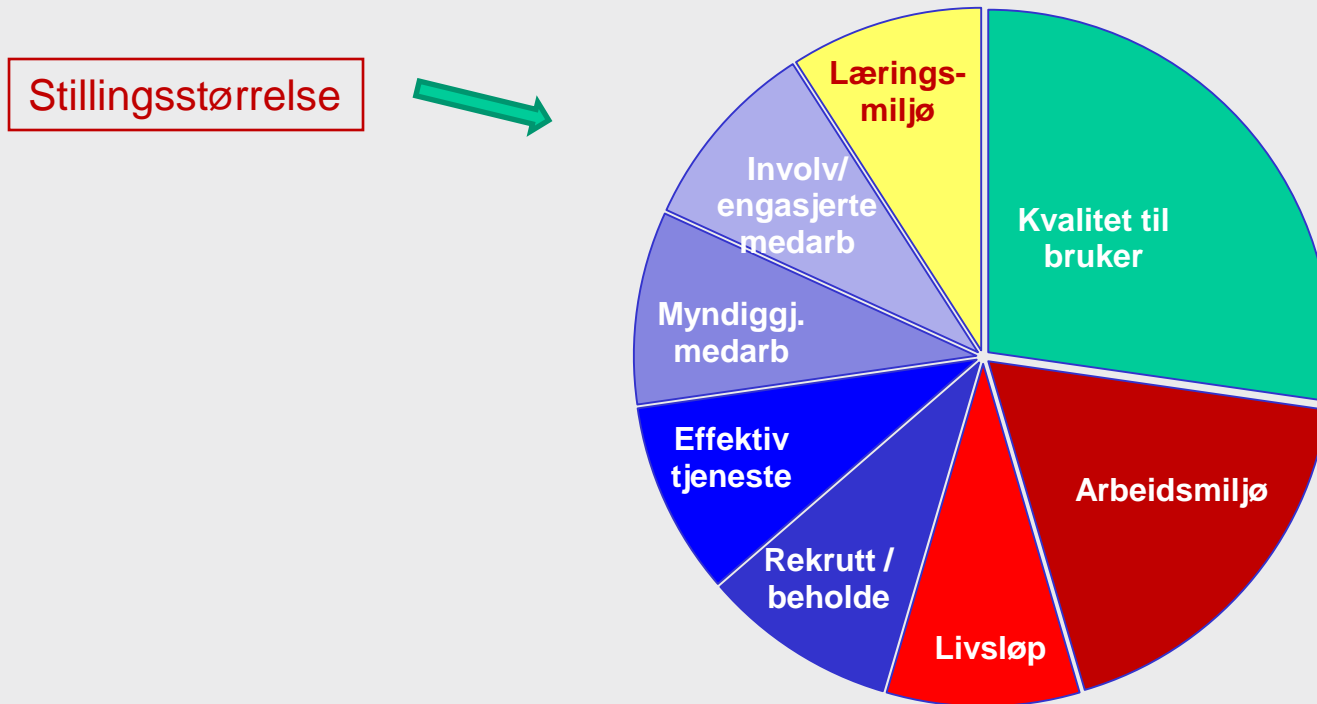 Stillingsstørrelse
Lærings-
miljø
Involv/
engasjerte
medarb
Kvalitet til
bruker
Myndiggj.
medarb
Effektiv
tjeneste
Arbeidsmiljø
Rekrutt /
beholde
Livsløp